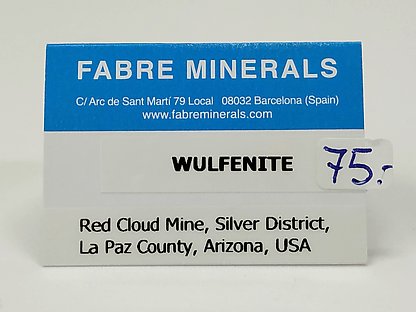 FABRE MINERALS
C/ Arc de Sant Martí 79 Local 08032 Barcelona (Spain)
www.fabreminerals.com
WULFENITE 75.-
Red Cloud Mine, Silver District,
La Paz County, Arizona, USA